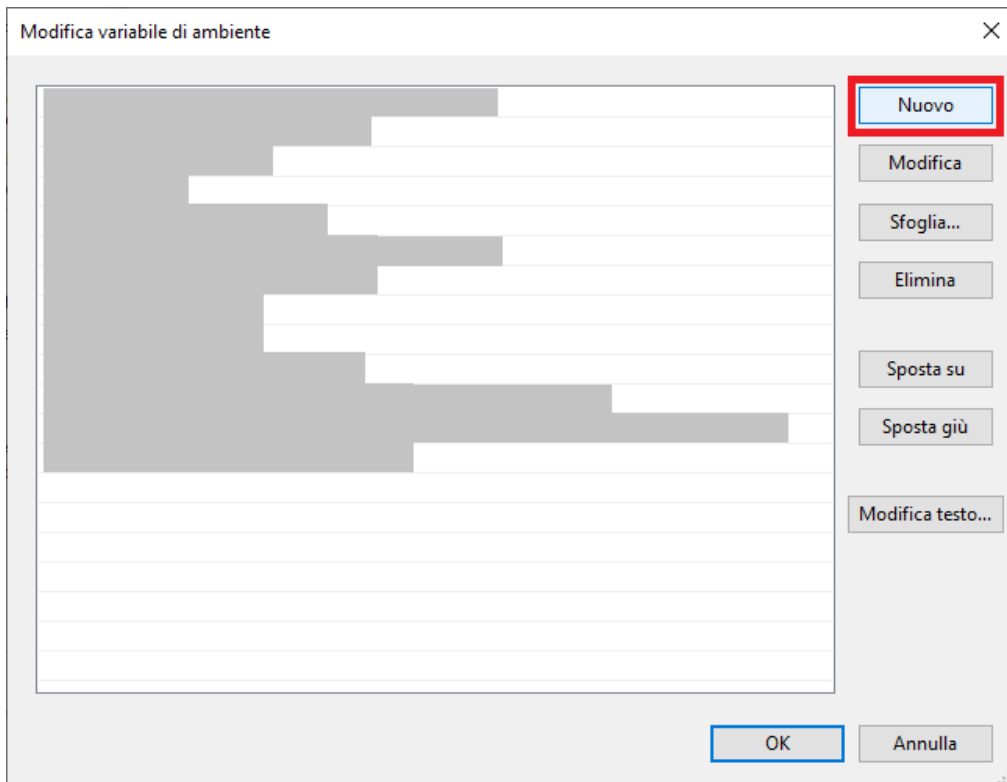 Modifica variabile di ambiente
Nuovo
Modifica
Sfoglia...
Elimina
Sposta su
Sposta giù
Modifica testo...
OK
Annulla